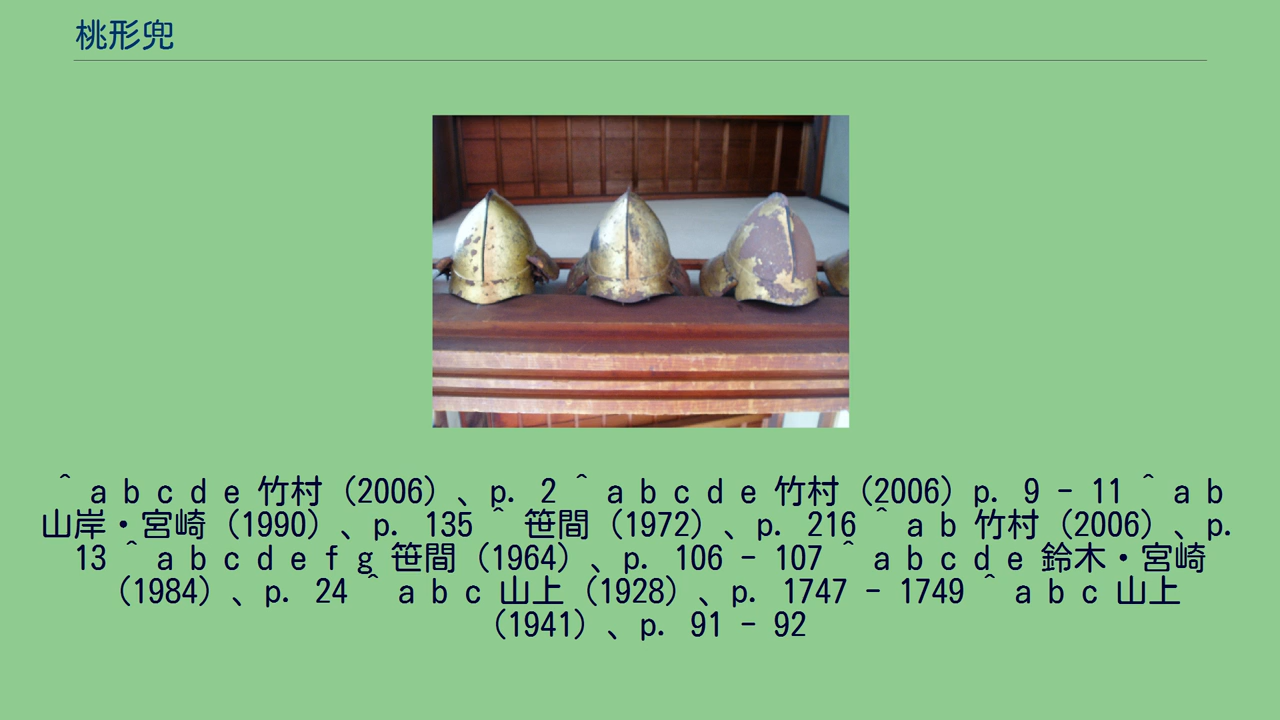 桃形兜
^ a b c d e 竹村（2006）、p. 2 ^ a b c d e 竹村（2006）p. 9 - 11 ^ a b
山岸・宮崎（1990）、p. 135 ^ 笹間（1972）、p. 216 ^ a b 竹村（2006）、p.
13 ^ a b c d e f g 笹間（1964）、p. 106 - 107 ^ a b c d e 鈴木・宮崎
（1984）、p. 24 ^ a b c 山上（1928）、p. 1747 - 1749 ^ a b c 山上
（1941）、p. 91 - 92